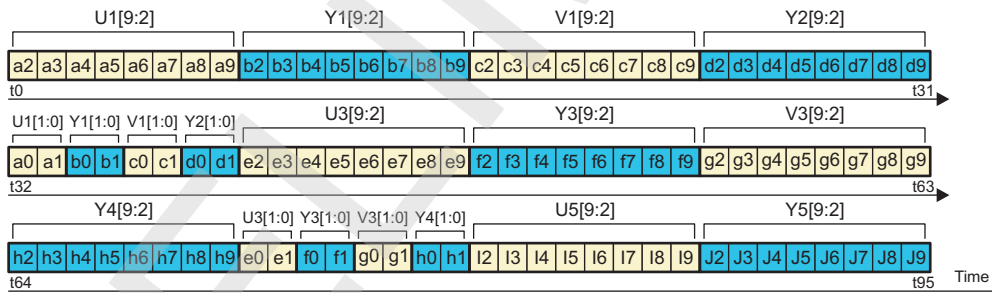 U1[9:2] Y1[9:2] V1[9:2] Y2[9:2]
a2 a3 a4 a5 a6 a7 a8 a9 b2 b3 b4 b5 b6 b7 b8 b9 c2 c3 c4 c5 c6 c7 c8 c9 d2 d3 d4 d5 d6 d7 d8 d9
t0 t31
U1[1:0] Y1[1:0] V1[1:0] Y2[1:0] U3[9:2] Y3[9:2] V3[9:2]
a0 a1 b0 b1 c0 c1 d0 d1 e2 e3 e4 e5 e6 e7 e8 e9 f2 f3 f4 f5 f6 f7 f8 f9 g2 g3 g4 g5 g6 g7 g8 g9
t32 t63
Y4[9:2] U3[1:0] Y3[1:0] V3[1:0] Y4[1:0] U5[9:2] Y5[9:2]
h2 h3 h4 h5 h6 h7 h8 h9 e0 e1 f0 f1 g0 g1 h0 h1 I2 I3 I4 I5 I6 I7 I8 I9 J2 J3 J4 J5 J6 J7 J8 J9
t64 t95 Time